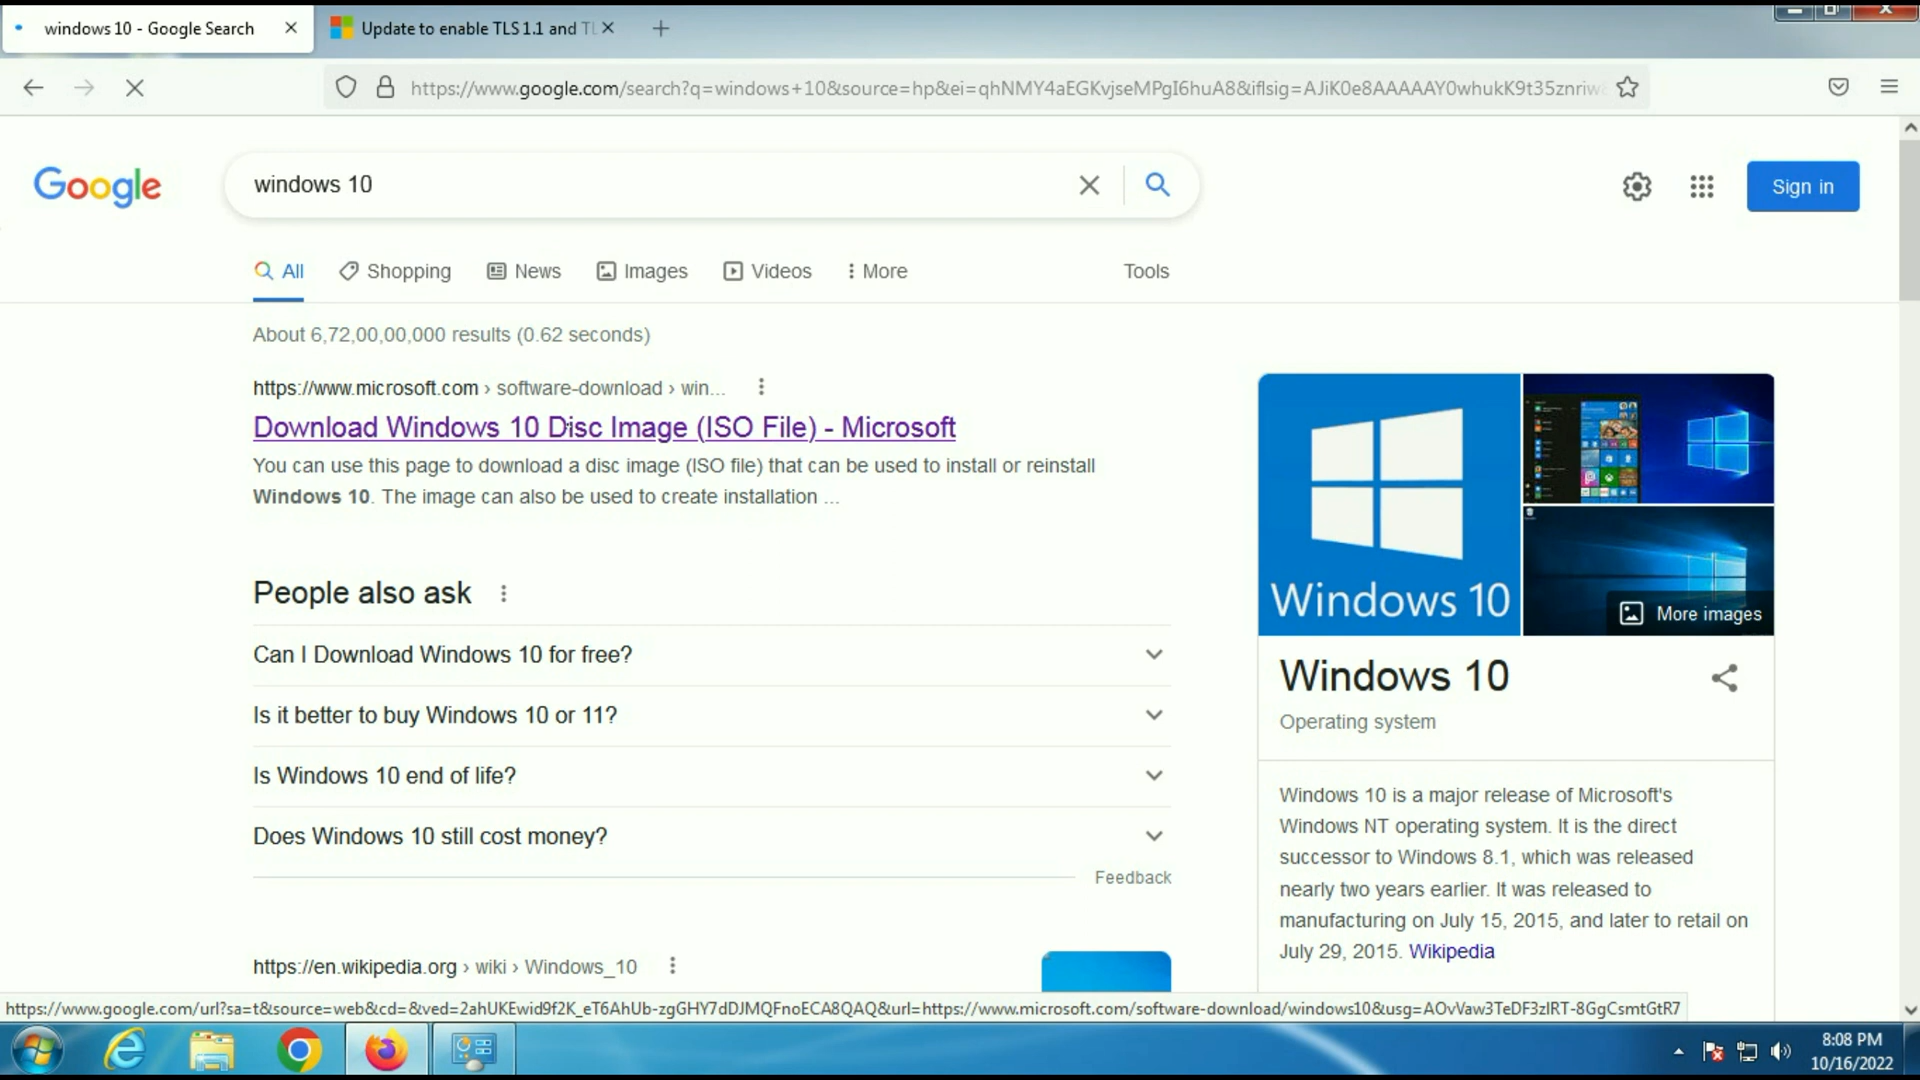 windows 10 - Google Search
Update to enable TLS 1.1 and TL
https://www.google.com/search?q=windows+10&source=hp&ei=qhNMY4aEGKvjseMPgI6huA8&iflsig=AJiK0e8AAAAAY0whukK9t35znriw
Google
windows 10
Sign in
All
Shopping
News
Images
Videos
More
Tools
About 6,72,00,00,000 results (0.62 seconds)
https://www.microsoft.com › software-download › win...
Download Windows 10 Disc Image (ISO File) - Microsoft
You can use this page to download a disc image (ISO file) that can be used to install or reinstall
Windows 10. The image can also be used to create installation ...
People also ask
Can I Download Windows 10 for free?
Is it better to buy Windows 10 or 11?
Is Windows 10 end of life?
Does Windows 10 still cost money?
Feedback
https://en.wikipedia.org › wiki › Windows_10
Windows 10
More images
Windows 10
Operating system
Windows 10 is a major release of Microsoft's
Windows NT operating system. It is the direct
successor to Windows 8.1, which was released
nearly two years earlier. It was released to
manufacturing on July 15, 2015, and later to retail on
July 29, 2015. Wikipedia
https://www.google.com/url?sa=t&source=web&cd=&ved=2ahUKEwid9f2K_eT6AhUb-zgGHY7dDJMQFnoECA8QAQ&url=https://www.microsoft.com/software-download/windows10&usg=AOvVaw3TeDF3zlRT-8GgCsmtGtR7
8:08 PM
10/16/2022